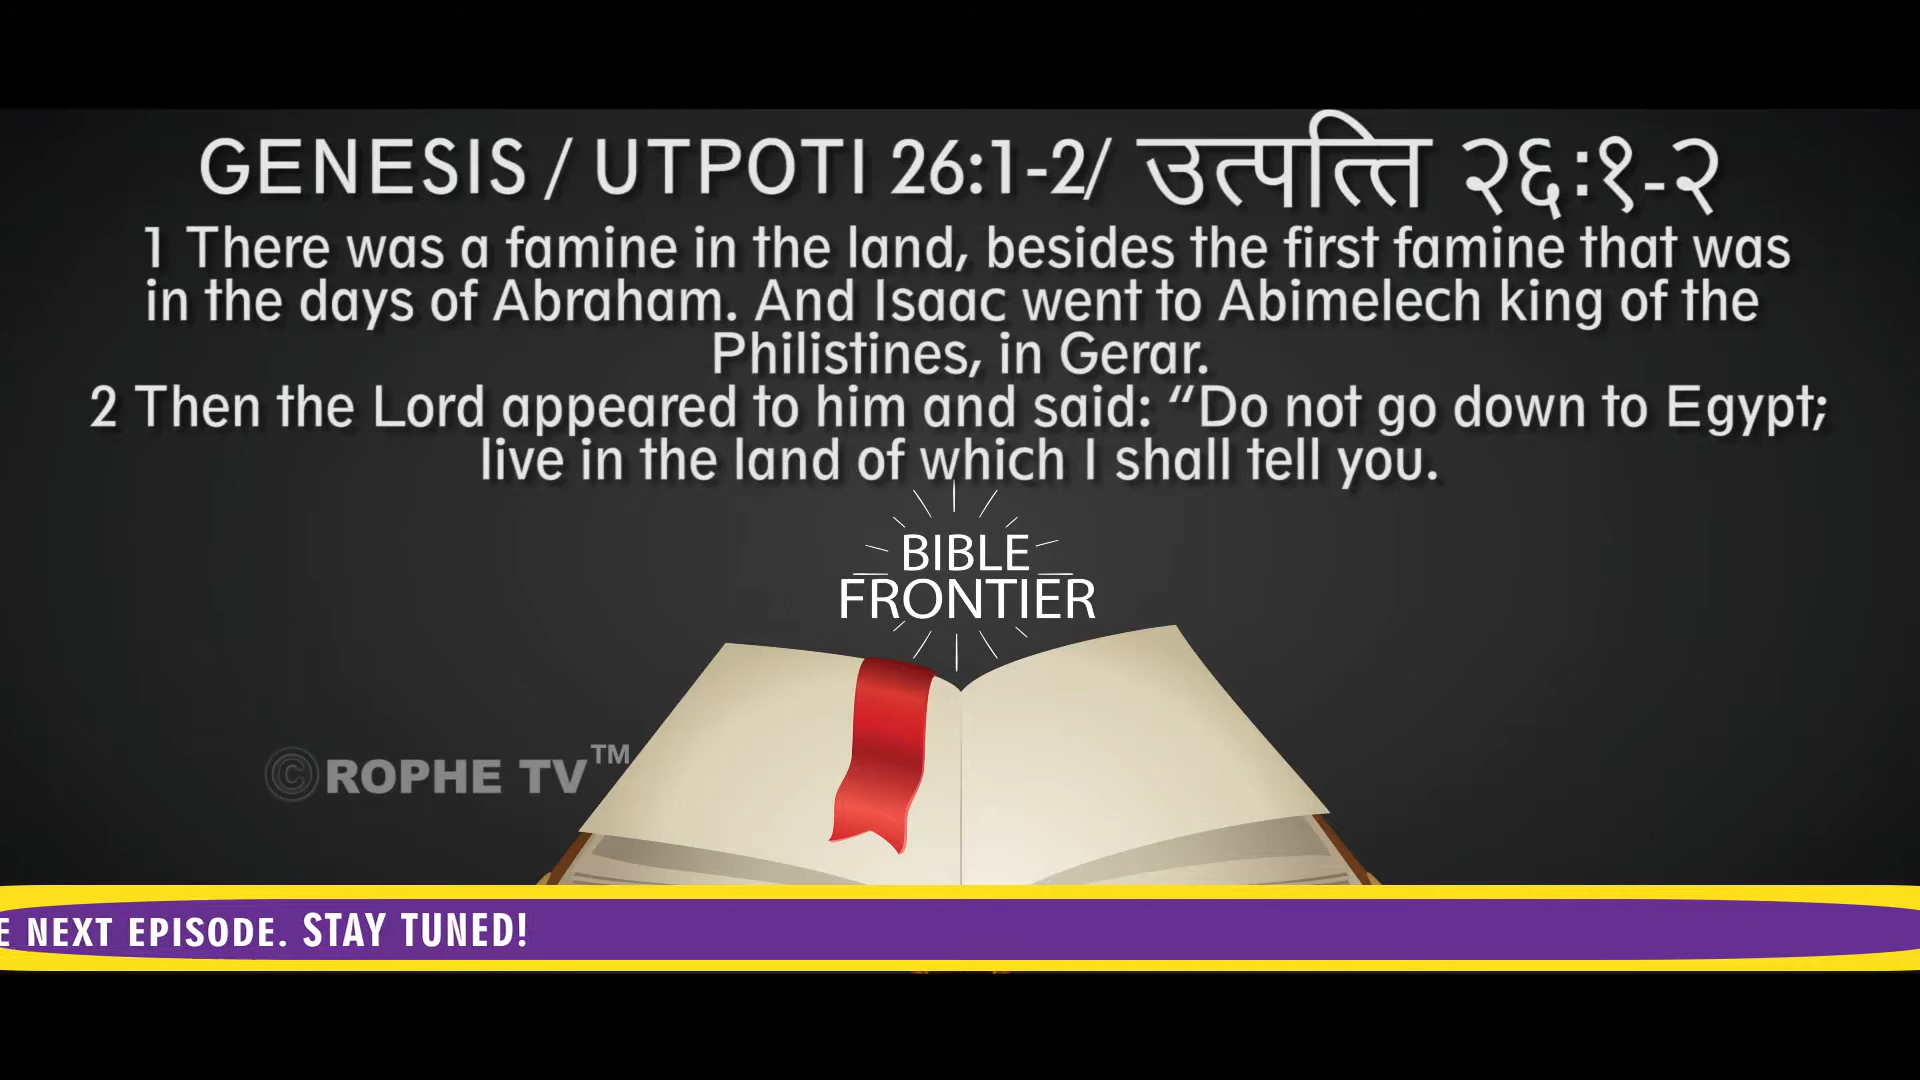 GENESIS / UTPOTI 26:1-2/ उत्पत्ति २६:१-२
1 There was a famine in the land, besides the first famine that was
in the days of Abraham. And Isaac went to Abimelech king of the
Philistines, in Gerar.
2 Then the Lord appeared to him and said: “Do not go down to Egypt;
live in the land of which I shall tell you.
BIBLE
FRONTIER
©ROPHE TV™
E NEXT EPISODE. STAY TUNED!